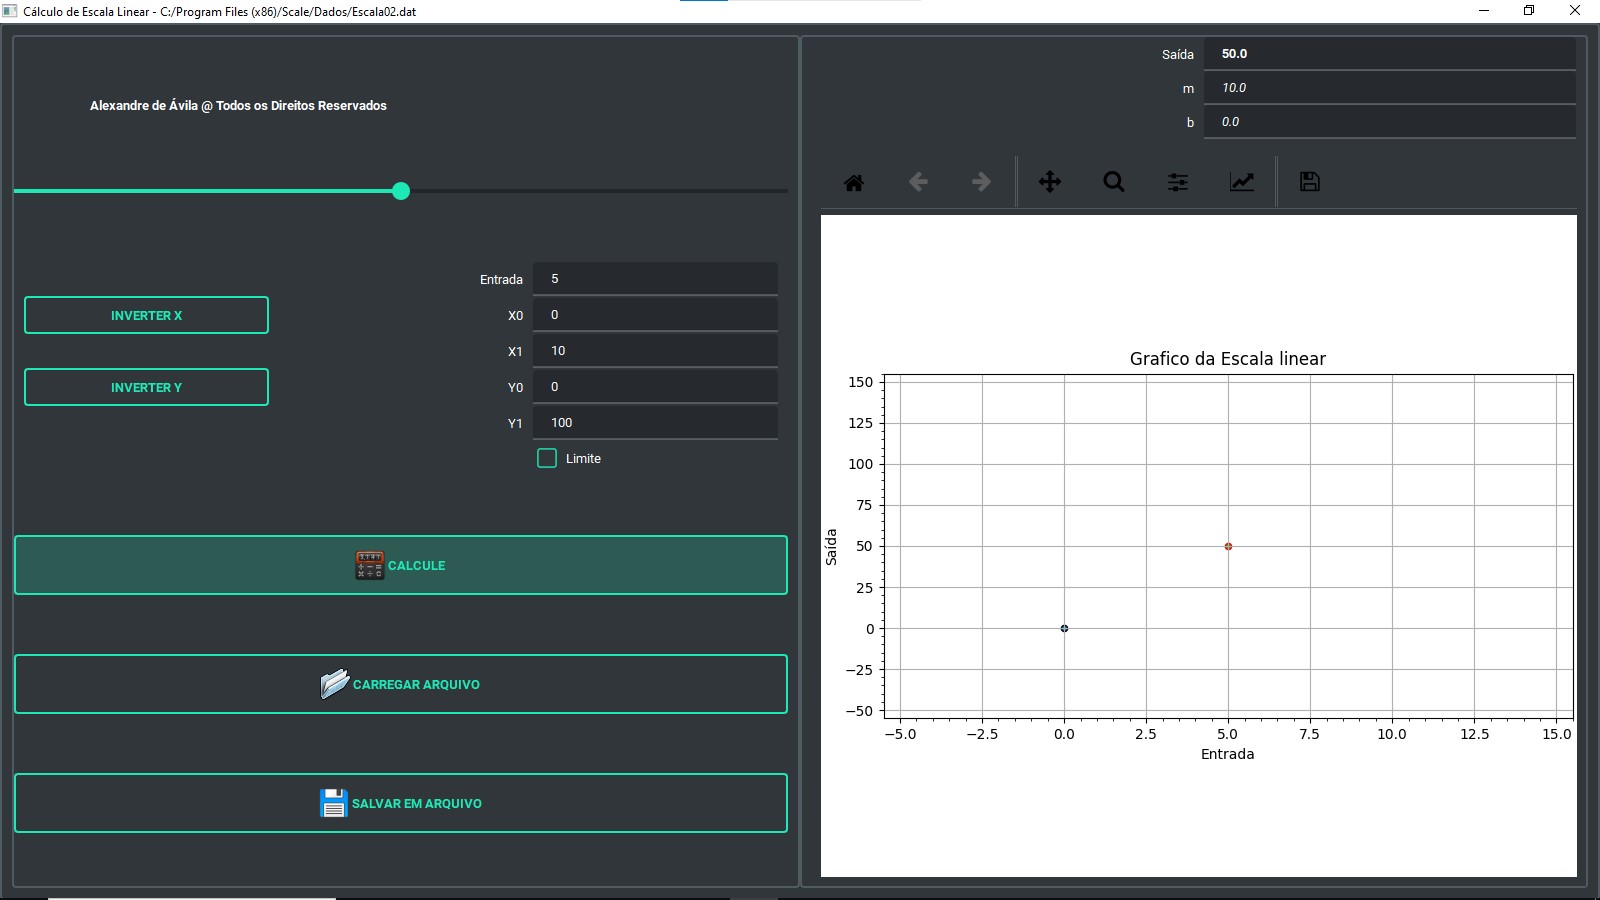 Cálculo de Escala Linear - C:/Program Files (x86)/Scale/Dados/Escala02.dat
Alexandre de Ávila @ Todos os Direitos Reservados
INVERTER X
INVERTER Y
Entrada 5
X0 0
X1 10
Y0 0
Y1 100
Limite
CALCULE
CARREGAR ARQUIVO
SALVAR EM ARQUIVO
Saída 50.0
m 10.0
b 0.0
Grafico da Escala linear
150
125
100
75
50
25
0
−25
−50
Saída
−5.0 −2.5 0.0 2.5 5.0 7.5 10.0 12.5 15.0
Entrada